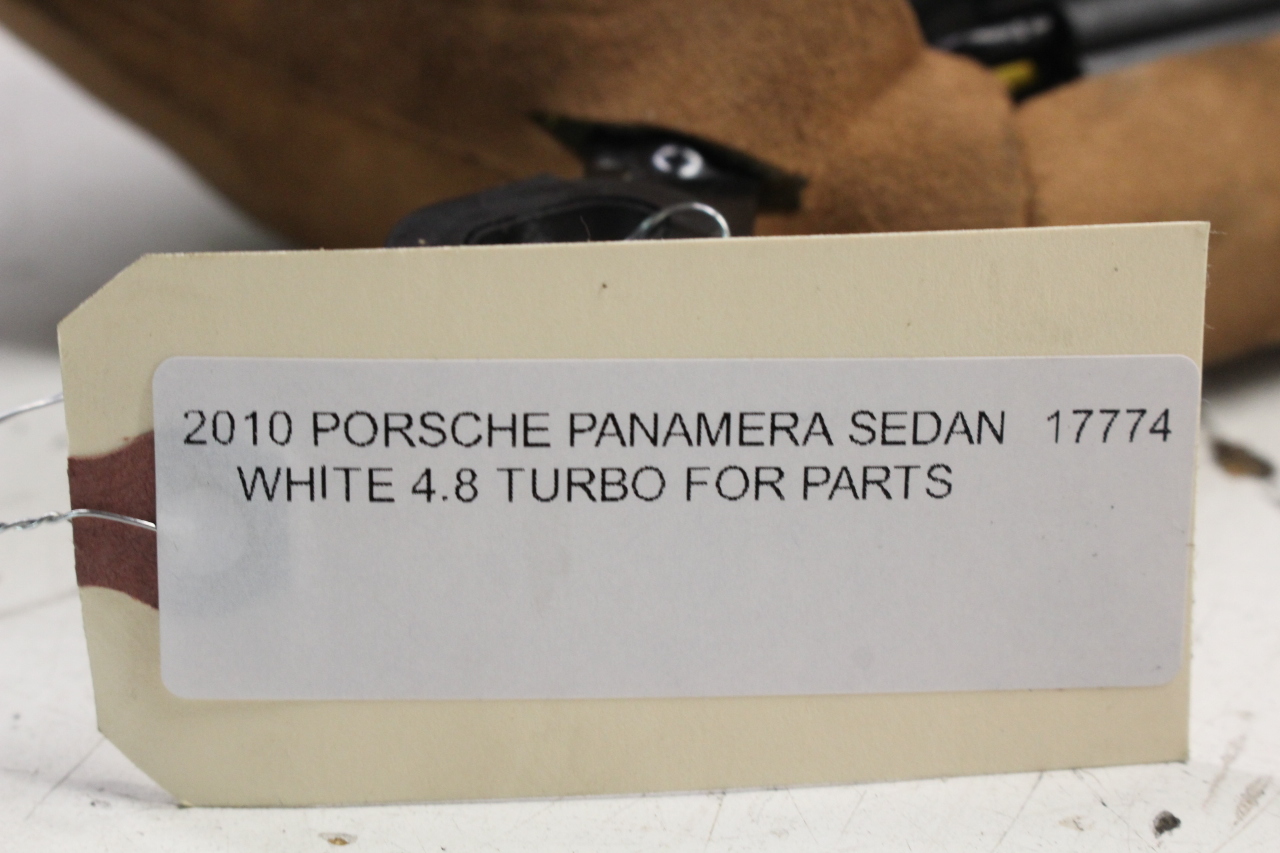 2010 PORSCHE PANAMERA SEDAN 17774
WHITE 4.8 TURBO FOR PARTS